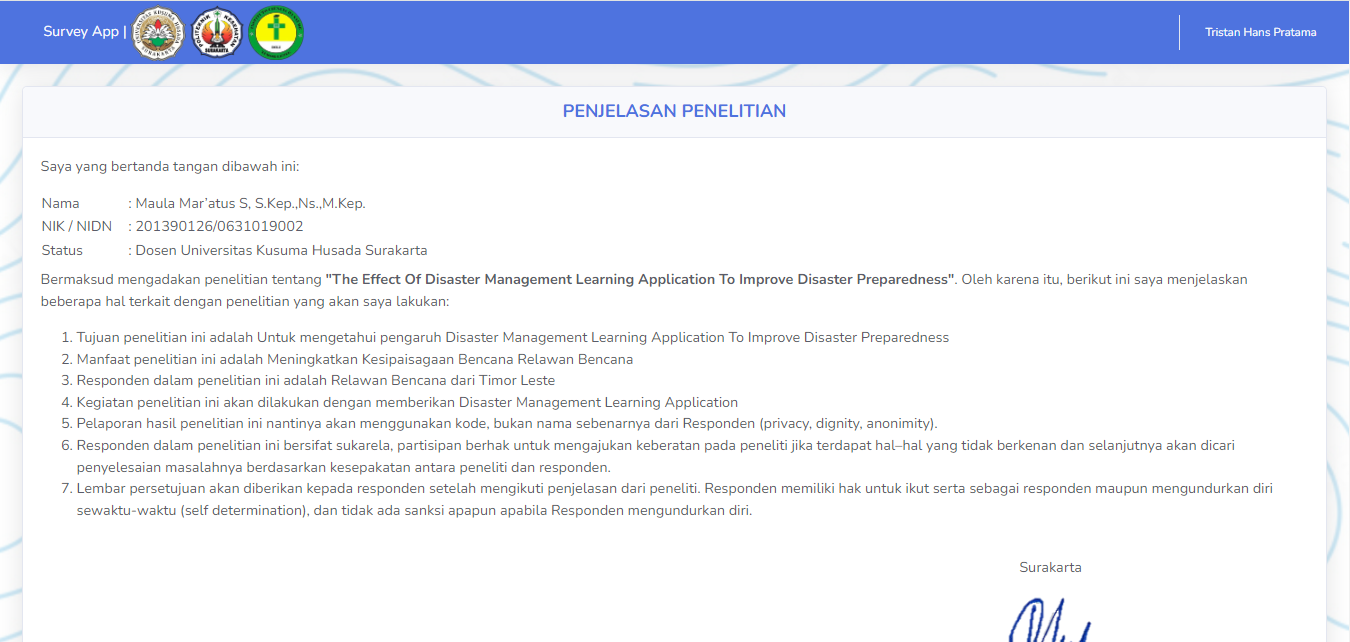 Survey App |
Tristan Hans Pratama
PENJELASAN PENELITIAN
Saya yang bertanda tangan dibawah ini:
Nama : Maula Mar'atus S, S.Kep.,Ns.,M.Kep.
NIK / NIDN : 201390126/0631019002
Status : Dosen Universitas Kusuma Husada Surakarta
Bermaksud mengadakan penelitian tentang "The Effect Of Disaster Management Learning Application To Improve Disaster Preparedness". Oleh karena itu, berikut ini saya menjelaskan
beberapa hal terkait dengan penelitian yang akan saya lakukan:
1. Tujuan penelitian ini adalah Untuk mengetahui pengaruh Disaster Management Learning Application To Improve Disaster Preparedness
2. Manfaat penelitian ini adalah Meningkatkan Kesipaisagaan Bencana Relawan Bencana
3. Responden dalam penelitian ini adalah Relawan Bencana dari Timor Leste
4. Kegiatan penelitian ini akan dilakukan dengan memberikan Disaster Management Learning Application
5. Pelaporan hasil penelitian ini nantinya akan menggunakan kode, bukan nama sebenarnya dari Responden (privacy, dignity, anonimity).
6. Responden dalam penelitian ini bersifat sukarela, partisipan berhak untuk mengajukan keberatan pada peneliti jika terdapat hal–hal yang tidak berkenan dan selanjutnya akan dicari
penyelesaian masalahnya berdasarkan kesepakatan antara peneliti dan responden.
7. Lembar persetujuan akan diberikan kepada responden setelah mengikuti penjelasan dari peneliti. Responden memiliki hak untuk ikut serta sebagai responden maupun mengundurkan diri
sewaktu-waktu (self determination), dan tidak ada sanksi apapun apabila Responden mengundurkan diri.
Surakarta